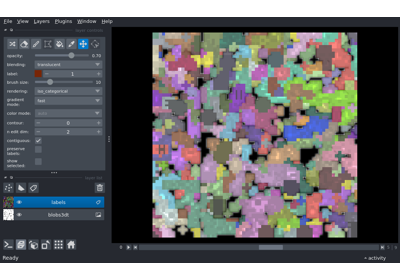 File View Layers Plugins Window Help
opacity: 0.70
blending: translucent
label: 1
brush size: 10
rendering: iso_categorical
gradient mode: fast
color mode:
contour: 0
n edit dim: 2
contiguous:
preserve labels:
show selected:
labels
blobs3dt
Ready
activity